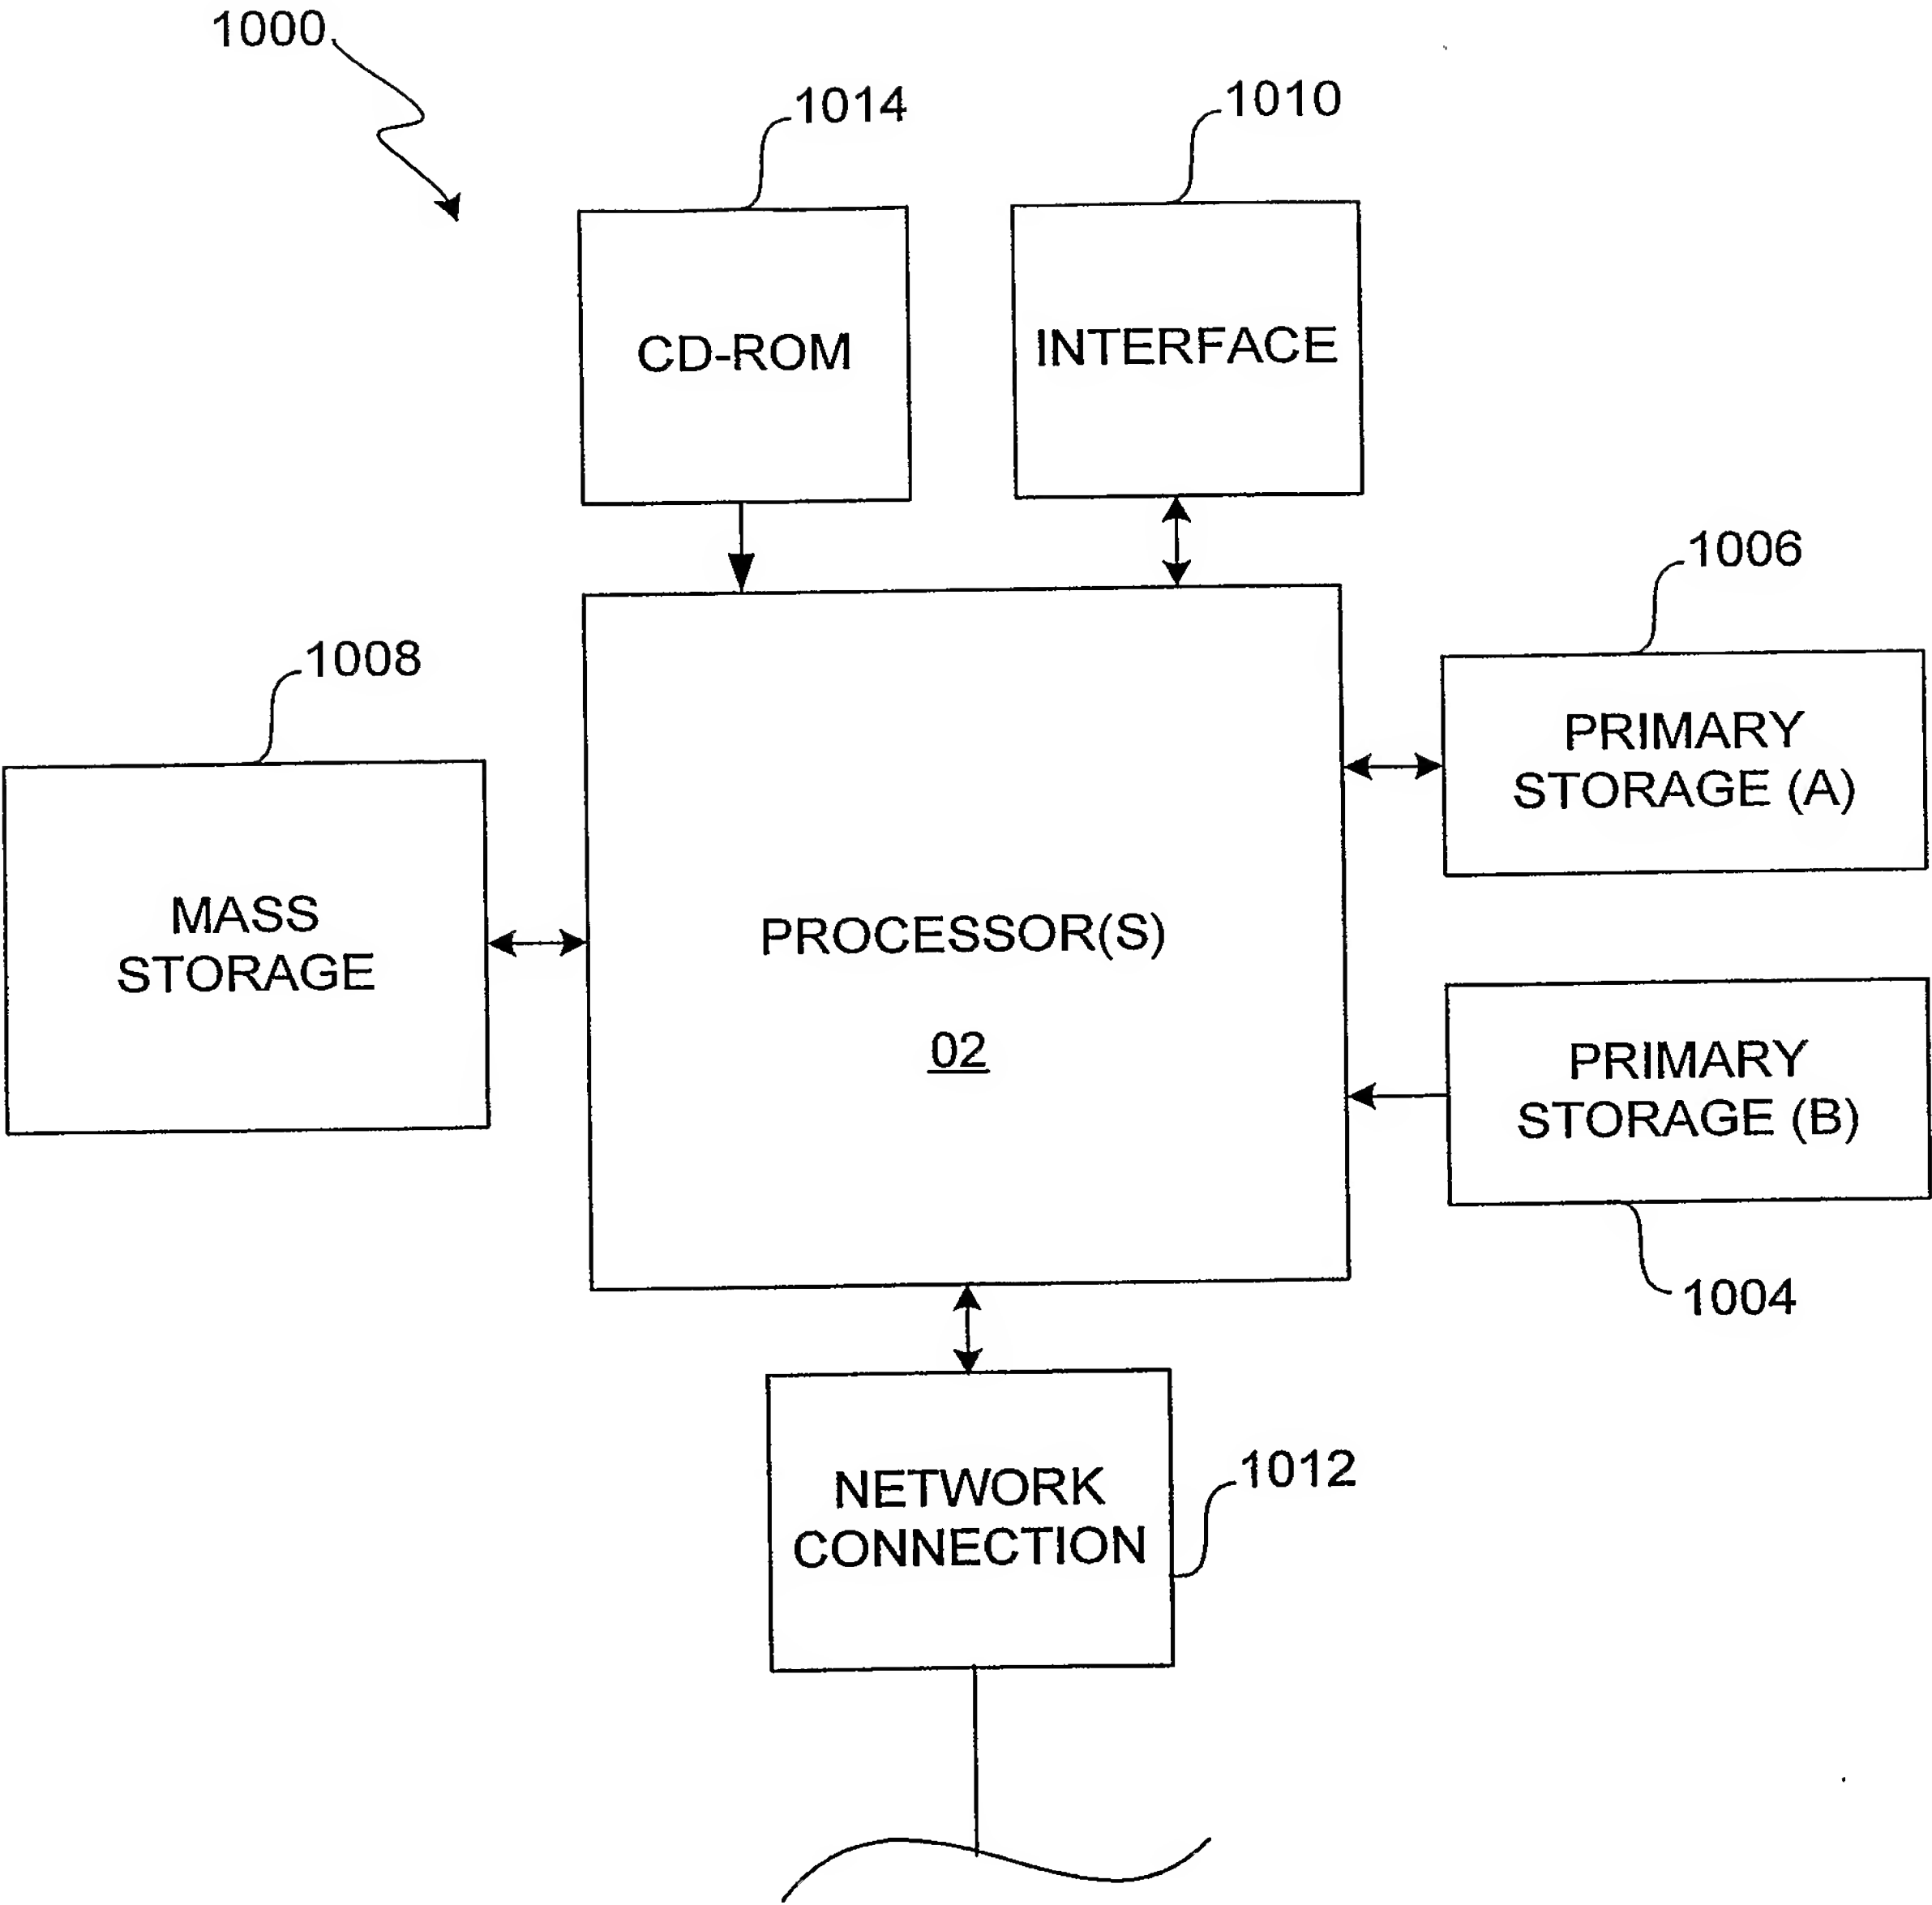 1000
1014
1010
CD-ROM
INTERFACE
1006
1008
PRIMARY
STORAGE (A)
MASS
STORAGE
PROCESSOR(S)
02
PRIMARY
STORAGE (B)
1004
NETWORK
CONNECTION
1012